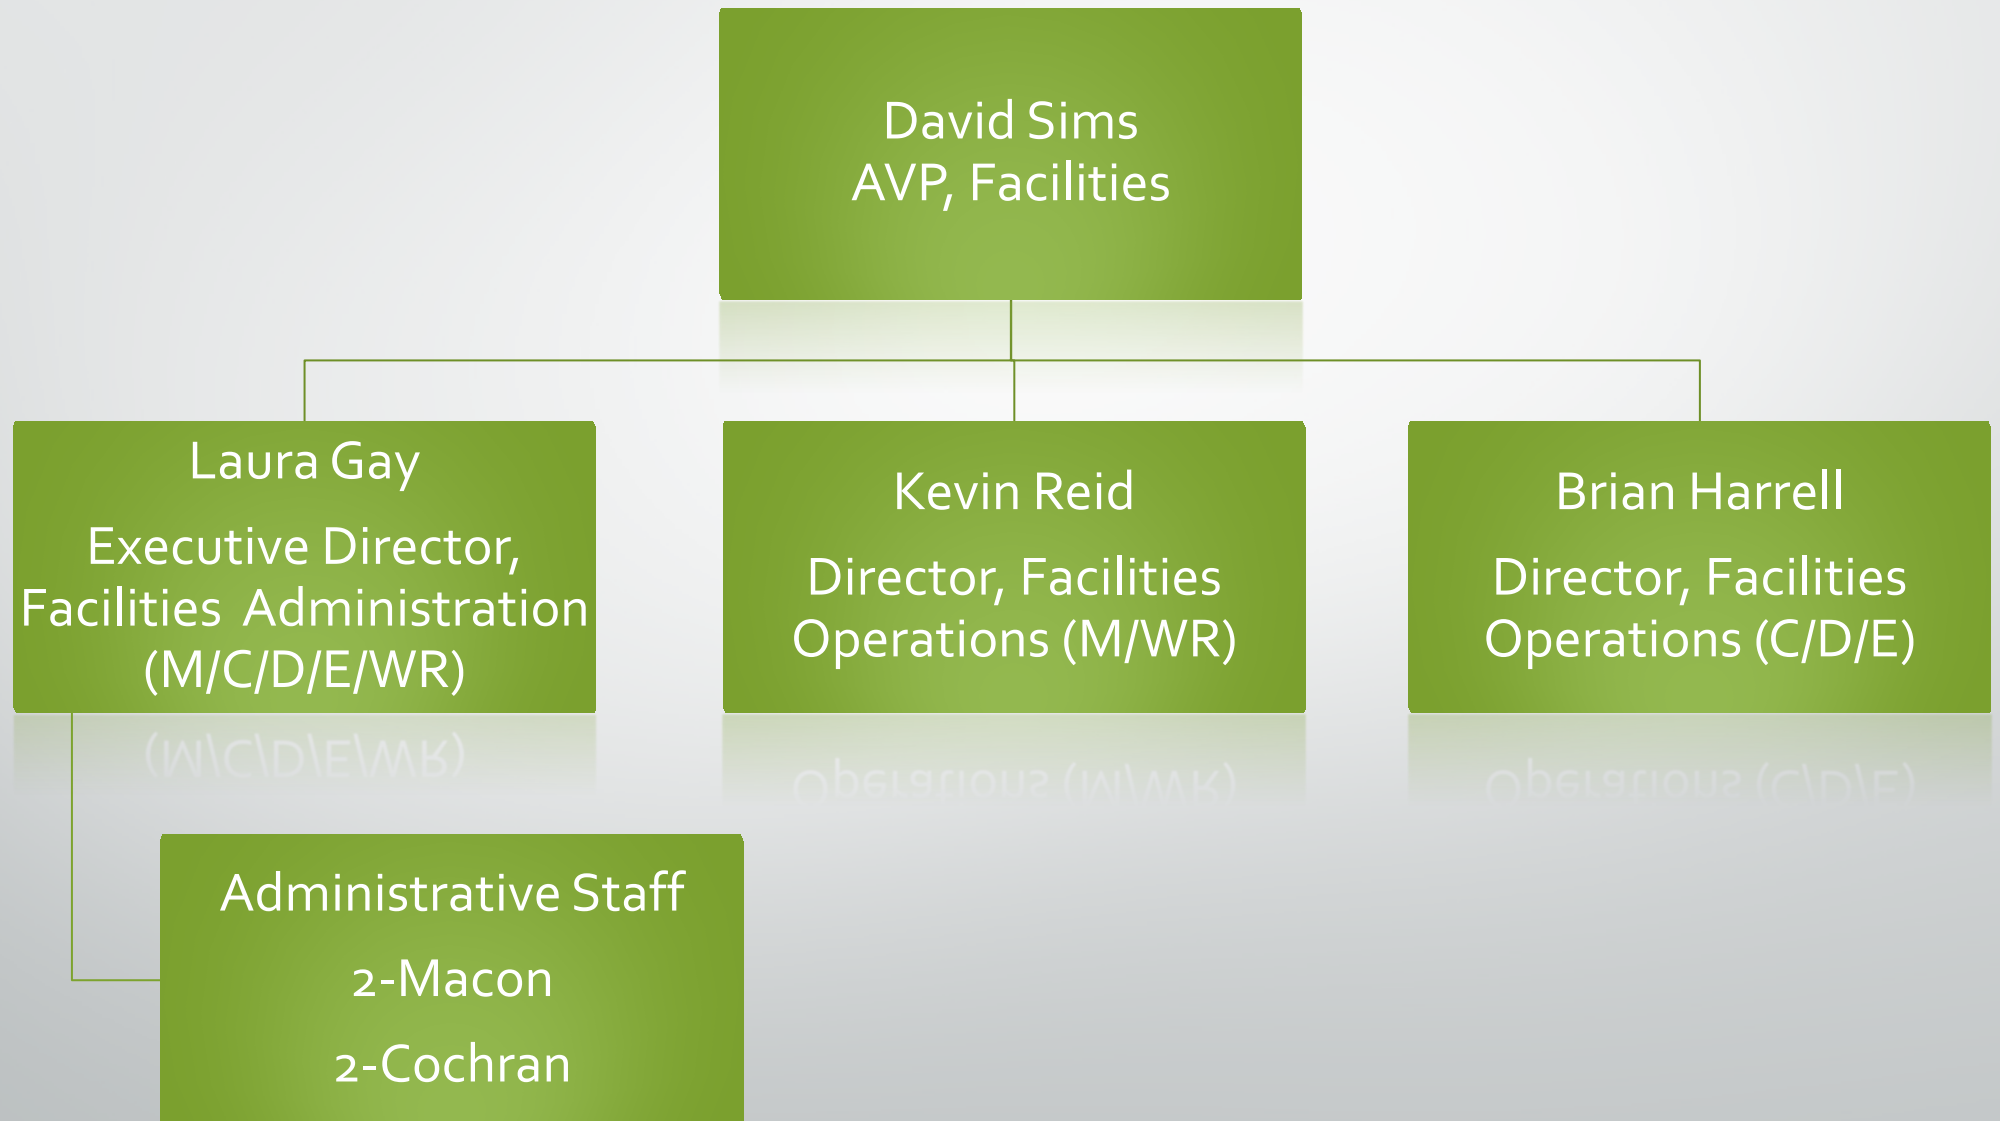 David Sims
AVP, Facilities
Laura Gay
Executive Director,
Facilities  Administration
(M/C/D/E/WR)
Kevin Reid
Director, Facilities
Operations (M/WR)
Brian Harrell
Director, Facilities
Operations (C/D/E)
Administrative Staff
2-Macon
2-Cochran